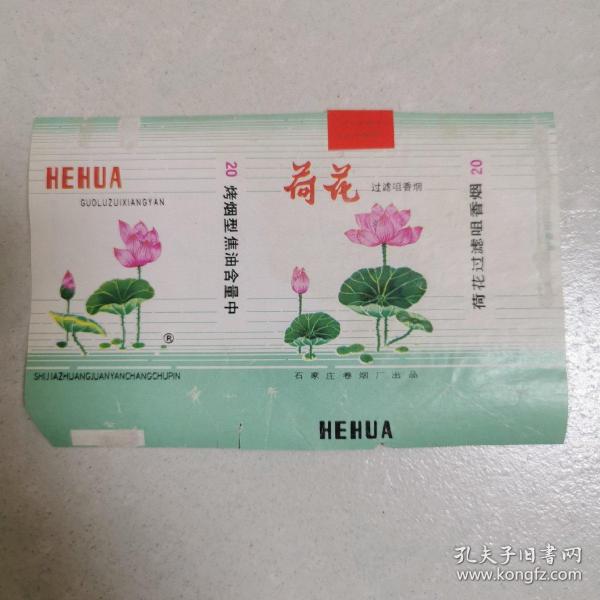 HEHUA
GUOLUZUIXIANGYAN
®
SHIJIAZHUANGJUANYANCHANGCHUPIN
20 烤烟型 焦油含量中
荷花
过滤咀香烟
石家庄卷烟厂出品
荷花过滤咀香烟 20
HEHUA
孔夫子旧书网
www.kongfz.com